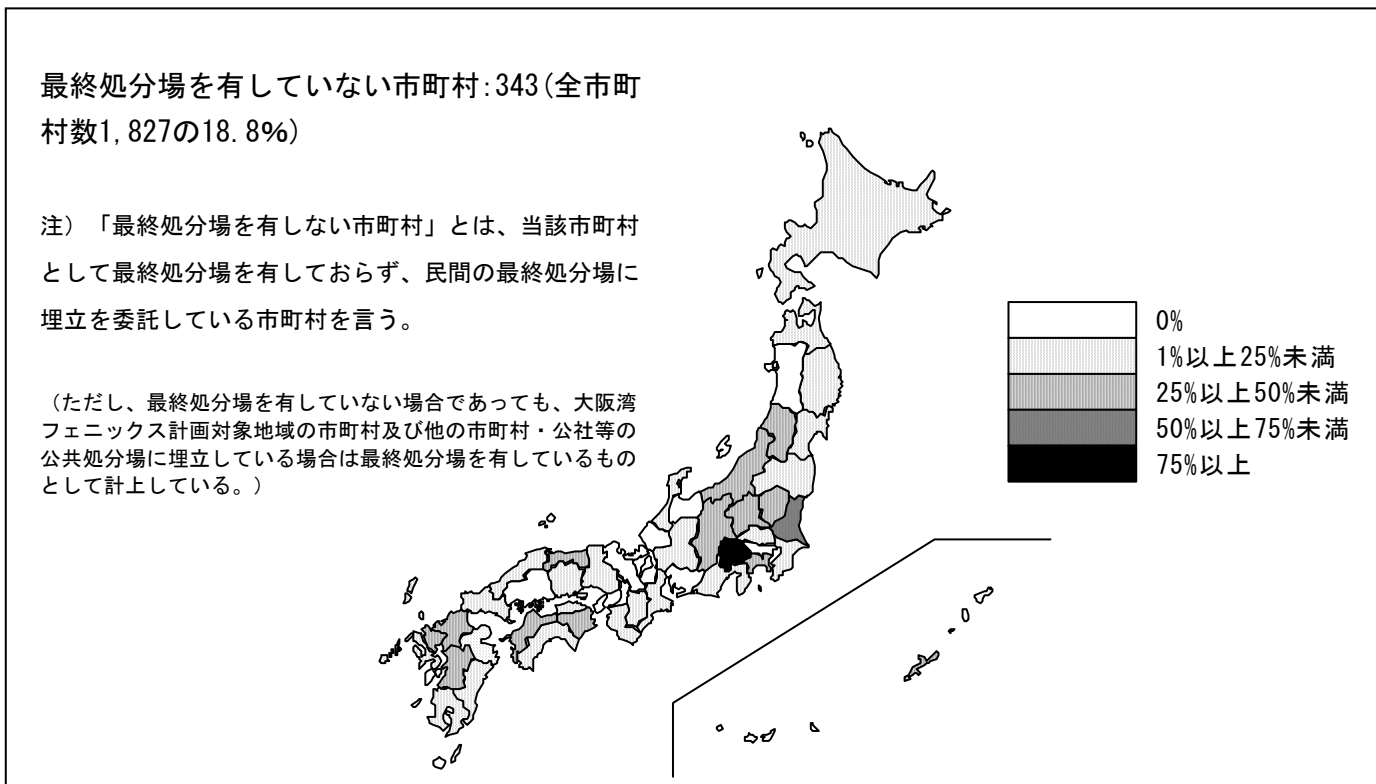 最終処分場を有していない市町村:343(全市町
村数1,827の18.8%)
注)「最終処分場を有しない市町村」とは、当該市町村
として最終処分場を有しておらず、民間の最終処分場に
埋立を委託している市町村を言う。
(ただし、最終処分場を有していない場合であっても、大阪湾
フェニックス計画対象地域の市町村及び他の市町村・公社等の
公共処分場に埋立している場合は最終処分場を有しているもの
として計上している。)
0%
1%以上25%未満
25%以上50%未満
50%以上75%未満
75%以上